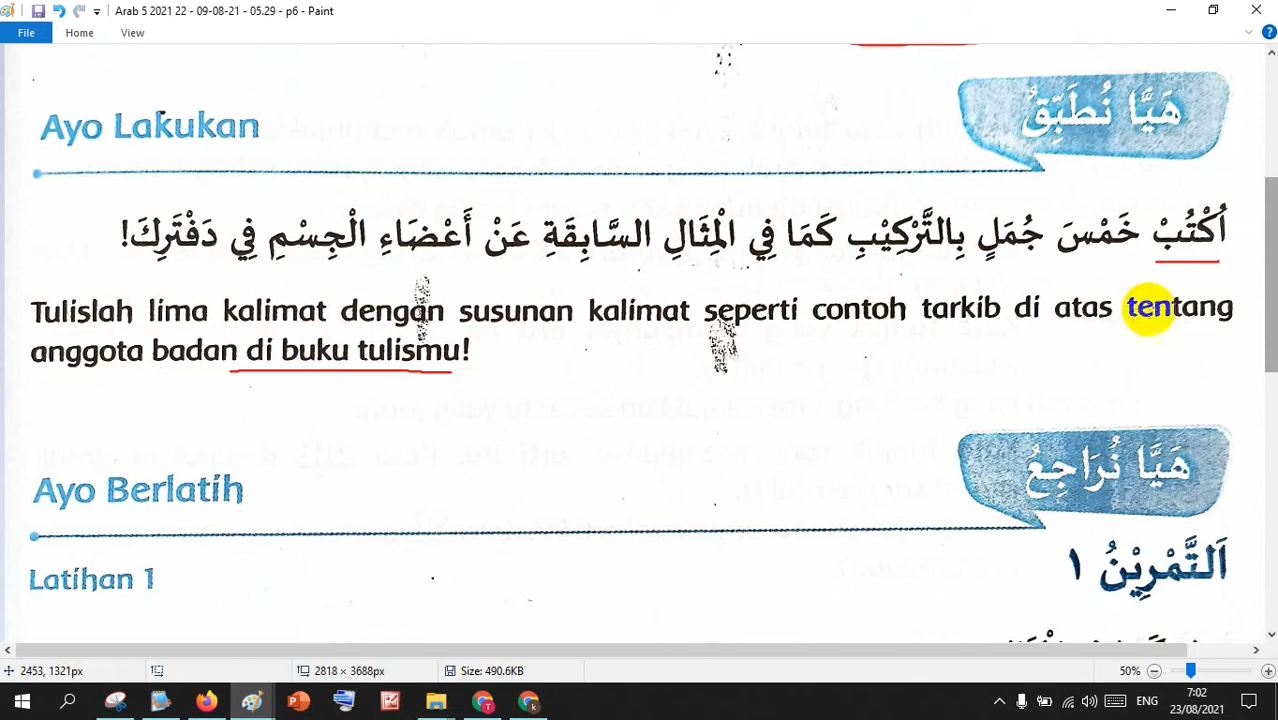 Arab 5 2021 22 - 09-08-21 - 05.29 - p6 - Paint
File Home View
Ayo Lakukan
هَيَّا نُطَبِّقُ
اُكْتُبْ خَمْسَ جُمَلٍ بِالتَّرْكِيْبِ كَمَا فِي الْمِثَالِ السَّابِقَةِ عَنْ أَعْضَاءِ الْجِسْمِ فِي دَفْتَرِكَ!
Tulislah lima kalimat dengan susunan kalimat seperti contoh tarkib di atas tentang
anggota badan di buku tulismu!
Ayo Berlatih
هَيَّا نُرَاجِعُ
Latihan 1
اَلتَّمْرِيْنُ ١
2453, 1321px 2818 × 3688px Size: 490.6KB 50%
ENG 7:02
23/08/2021